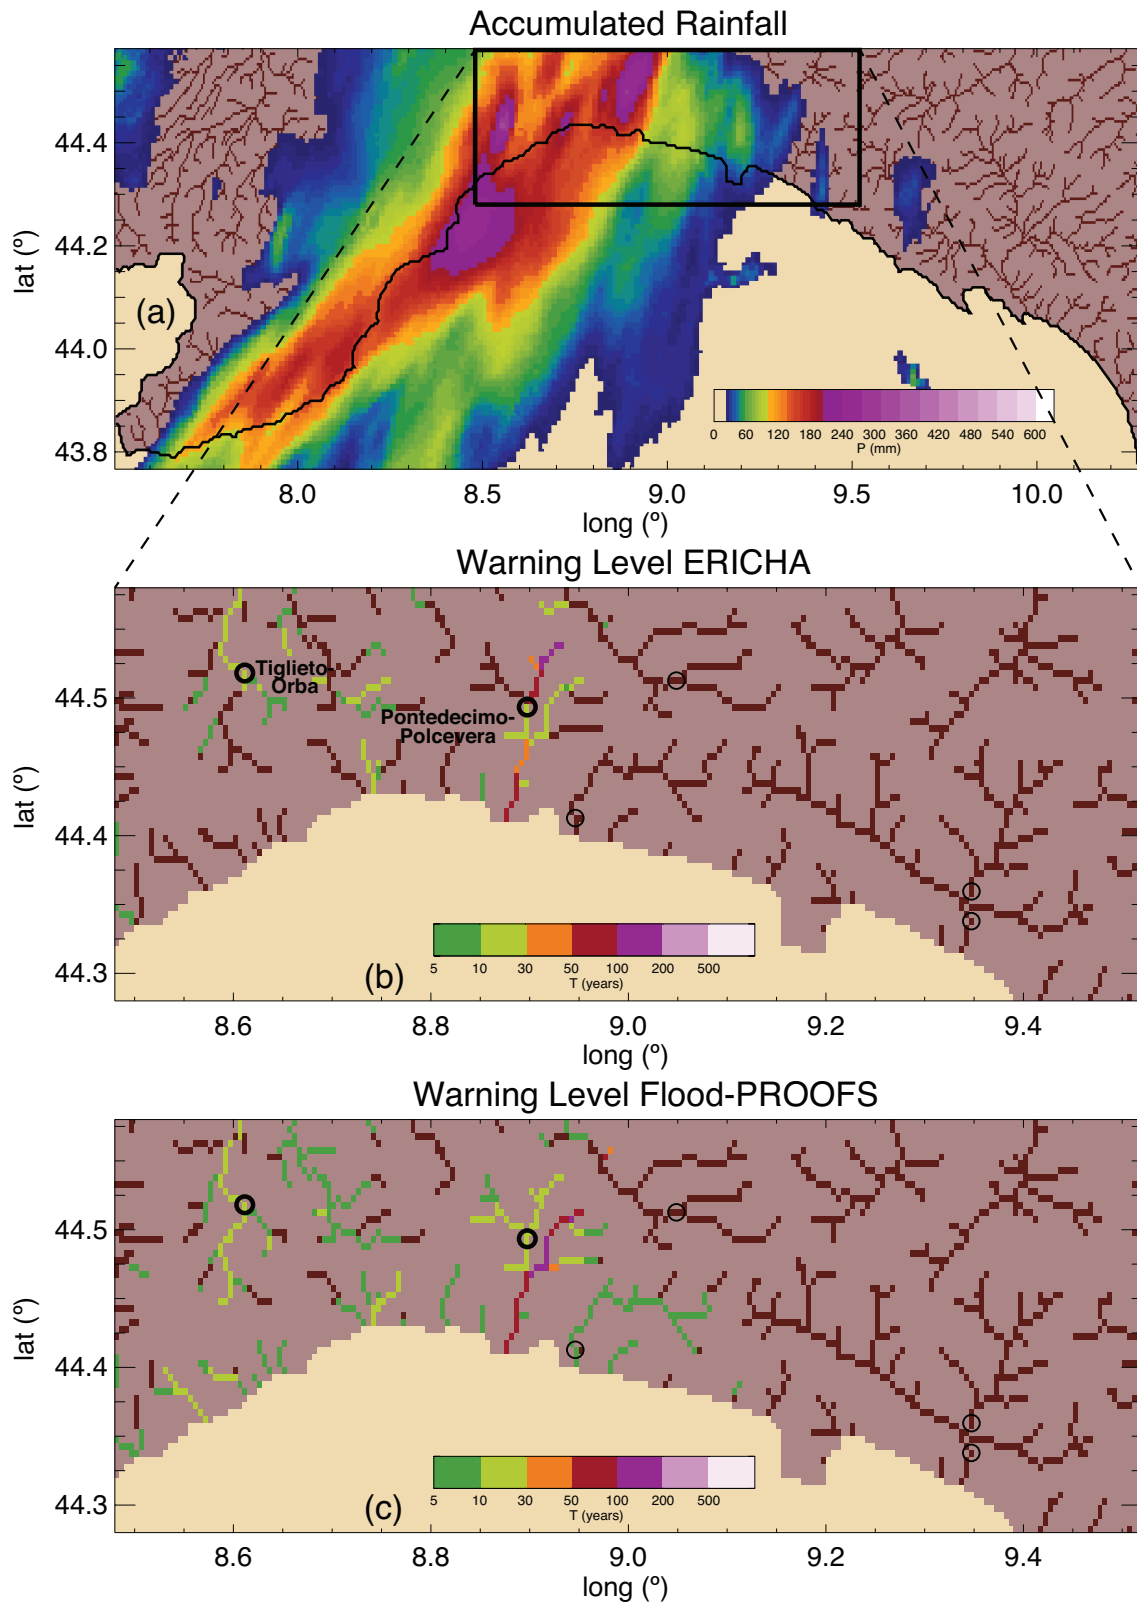 Accumulated Rainfall
44.4
44.2
44.0
43.8
lat (º)
(a)
0 60 120 180 240 300 360 420 480 540 600
P (mm)
8.0 8.5 9.0 9.5 10.0
long (º)
Warning Level ERICHA
Tiglieto-
Orba
Pontedecimo-
Polcevera
44.5
44.4
44.3
lat (º)
(b)
5 10 30 50 100 200 500
T (years)
8.6 8.8 9.0 9.2 9.4
long (º)
Warning Level Flood-PROOFS
44.5
44.4
44.3
lat (º)
(c)
5 10 30 50 100 200 500
T (years)
8.6 8.8 9.0 9.2 9.4
long (º)